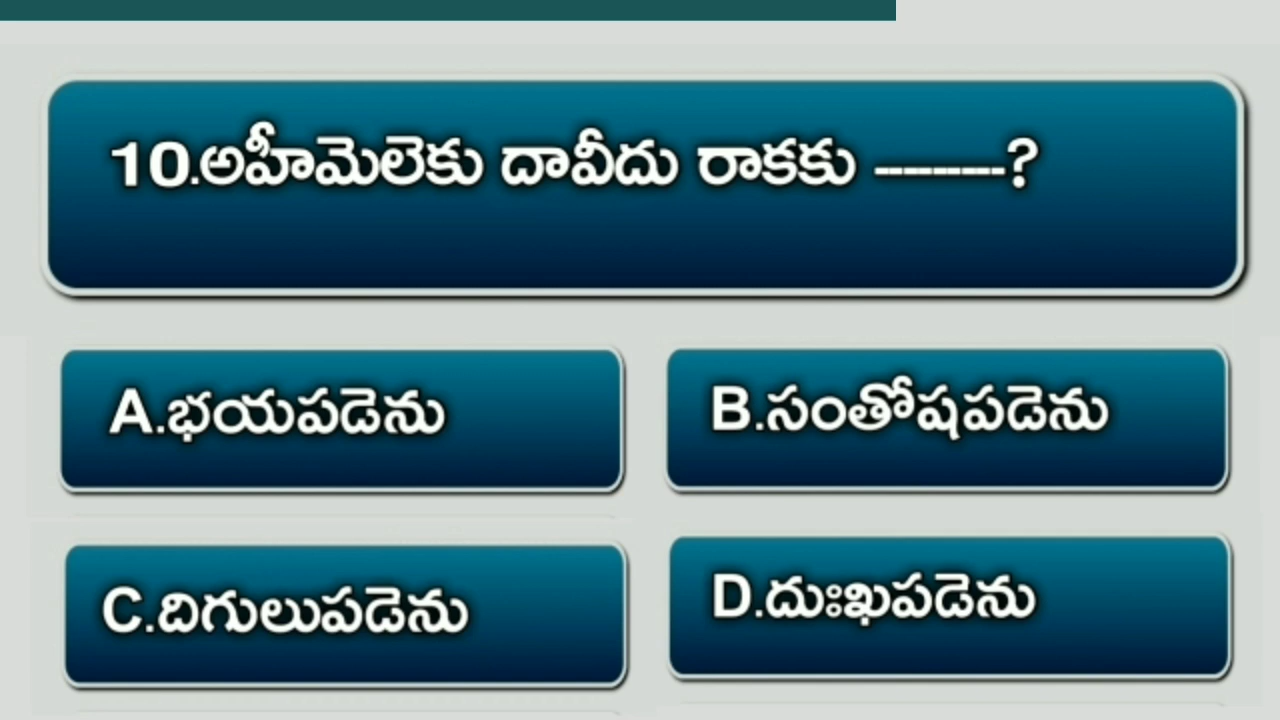 10.అహీమెలెకు దావీదు రాకకు ---------?
A.భయపడెను
B.సంతోషపడెను
C.దిగులుపడెను
D.దుఃఖపడెను